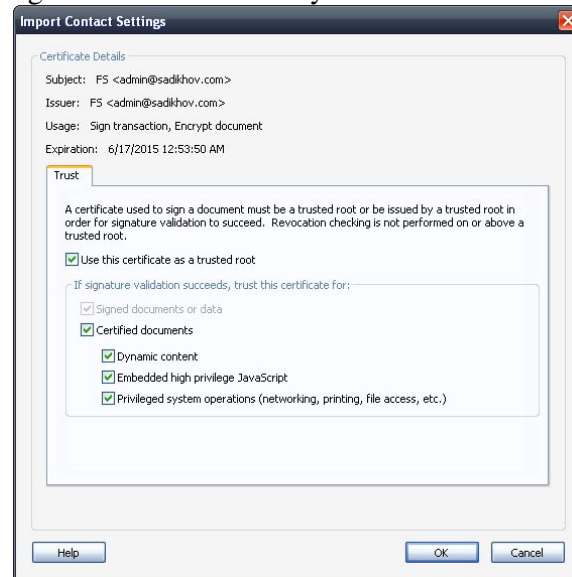 Import Contact Settings
Certificate Details
Subject: FS <admin@sadikhov.com>
Issuer: FS <admin@sadikhov.com>
Usage: Sign transaction, Encrypt document
Expiration: 6/17/2015 12:53:50 AM
Trust
A certificate used to sign a document must be a trusted root or be issued by a trusted root in
order for signature validation to succeed. Revocation checking is not performed on or above a
trusted root.
Use this certificate as a trusted root
If signature validation succeeds, trust this certificate for:
Signed documents or data
Certified documents
Dynamic content
Embedded high privilege JavaScript
Privileged system operations (networking, printing, file access, etc.)
Help OK Cancel